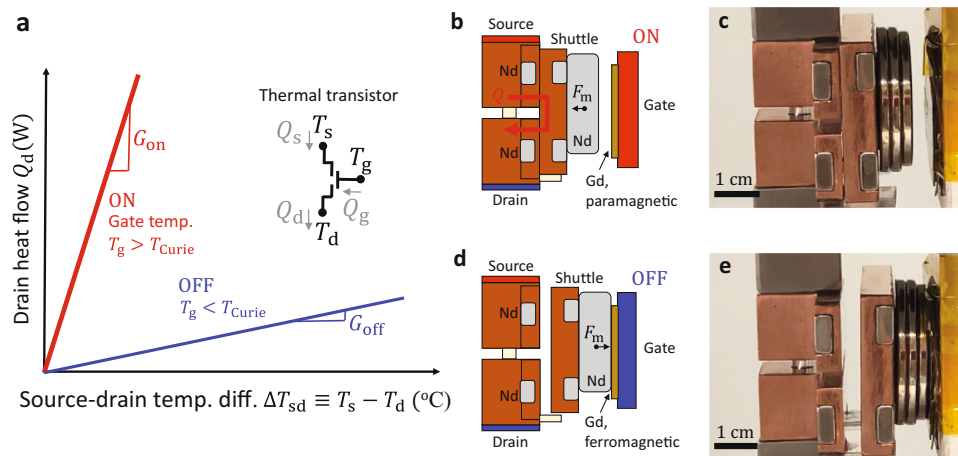 a
Drain heat flow Q_d (W)
G_on
ON
Gate temp.
T_g > T_Curie
Thermal transistor
Q_s
T_s
T_g
Q_d
Q_g
T_d
OFF
T_g < T_Curie
G_off
Source-drain temp. diff. ΔT_sd ≡ T_s − T_d (°C)
b
Source
Shuttle
ON
Nd
Q
F_m
Gate
Nd
Nd
Drain
Gd,
paramagnetic
c
1 cm
d
Source
Shuttle
OFF
Nd
F_m
Gate
Nd
Nd
Drain
Gd,
ferromagnetic
e
1 cm